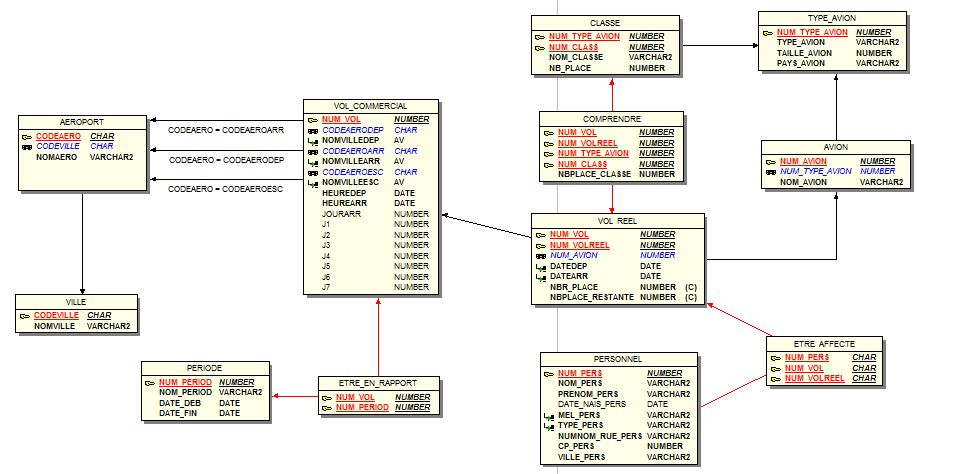 CLASSE
NUM_TYPE_AVION NUMBER
NUM_CLASS NUMBER
NOM_CLASSE VARCHAR2
NB_PLACE NUMBER
TYPE_AVION
NUM_TYPE_AVION NUMBER
TYPE_AVION VARCHAR2
TAILLE_AVION NUMBER
PAYS_AVION VARCHAR2
AEROPORT
CODEAERO CHAR
CODEVILLE CHAR
NOMAERO VARCHAR2
CODEAERO = CODEAEROARR
CODEAERO = CODEAERODEP
CODEAERO = CODEAEROESC
VOL_COMMERCIAL
NUM_VOL NUMBER
CODEAERODEP CHAR
NOMVILLEDEP AV
CODEAEROARR CHAR
NOMVILLEARR AV
CODEAEROESC CHAR
NOMVILLEESC AV
HEUREDEP DATE
HEUREARR DATE
JOURARR NUMBER
J1 NUMBER
J2 NUMBER
J3 NUMBER
J4 NUMBER
J5 NUMBER
J6 NUMBER
J7 NUMBER
COMPRENDRE
NUM_VOL NUMBER
NUM_VOLREEL NUMBER
NUM_TYPE_AVION NUMBER
NUM_CLASS NUMBER
NBPLACE_CLASSE NUMBER
AVION
NUM_AVION NUMBER
NUM_TYPE_AVION NUMBER
NOM_AVION VARCHAR2
VOL_REEL
NUM_VOL NUMBER
NUM_VOLREEL NUMBER
NUM_AVION NUMBER
DATEDEP DATE
DATEARR DATE
NBR_PLACE NUMBER (C)
NBPLACE_RESTANTE NUMBER (C)
VILLE
CODEVILLE CHAR
NOMVILLE VARCHAR2
PERIODE
NUM_PERIOD NUMBER
NOM_PERIOD VARCHAR2
DATE_DEB DATE
DATE_FIN DATE
ETRE_EN_RAPPORT
NUM_VOL NUMBER
NUM_PERIOD NUMBER
PERSONNEL
NUM_PERS NUMBER
NOM_PERS VARCHAR2
PRENOM_PERS VARCHAR2
DATE_NAIS_PERS DATE
MEL_PERS VARCHAR2
TYPE_PERS VARCHAR2
NUMNOM_RUE_PERS VARCHAR2
CP_PERS NUMBER
VILLE_PERS VARCHAR2
ETRE_AFFECTE
NUM_PERS CHAR
NUM_VOL CHAR
NUM_VOLREEL CHAR